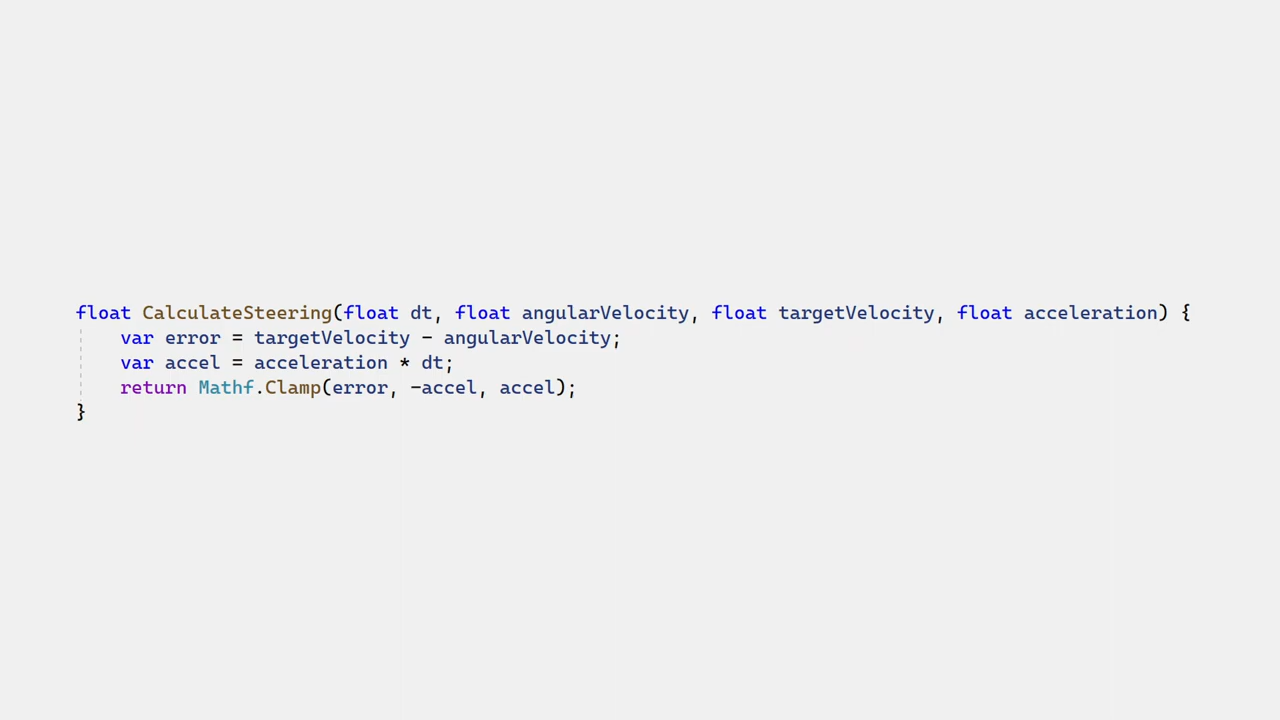 float CalculateSteering(float dt, float angularVelocity, float targetVelocity, float acceleration) {
    var error = targetVelocity - angularVelocity;
    var accel = acceleration * dt;
    return Mathf.Clamp(error, -accel, accel);
}